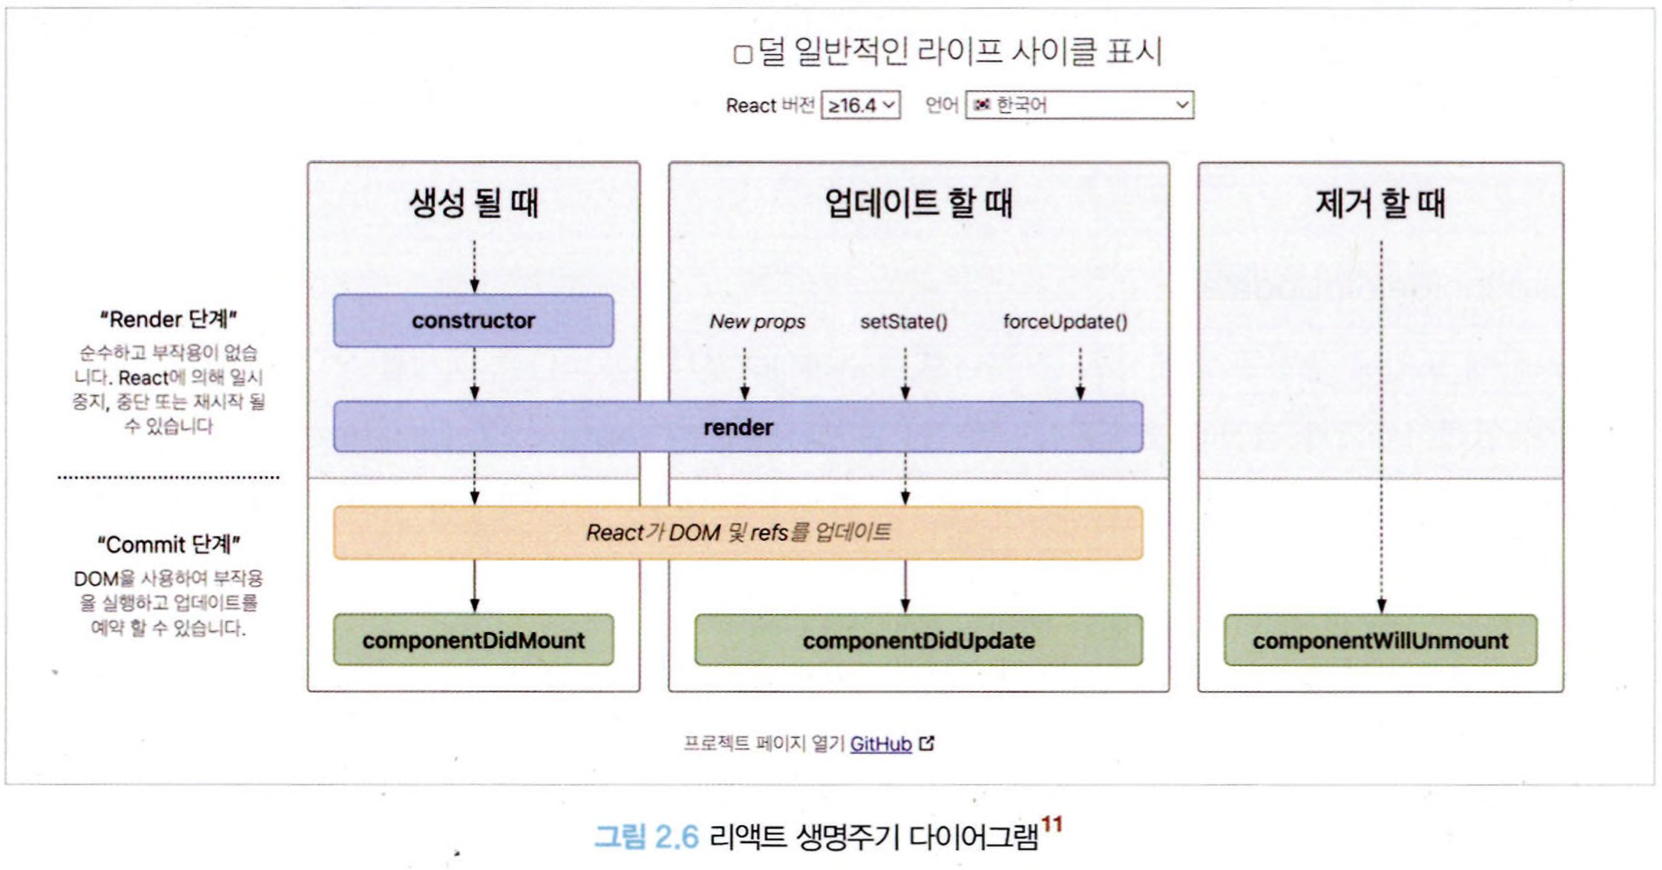 덜 일반적인 라이프 사이클 표시
React 버전 ≥16.4 언어 한국어
생성 될 때
업데이트 할 때
제거 할 때
"Render 단계"
순수하고 부작용이 없습
니다. React에 의해 일시
중지, 중단 또는 재시작 될
수 있습니다
constructor
New props
setState()
forceUpdate()
render
"Commit 단계"
DOM을 사용하여 부작용
을 실행하고 업데이트를
예약 할 수 있습니다.
React가 DOM 및 refs를 업데이트
componentDidMount
componentDidUpdate
componentWillUnmount
프로젝트 페이지 열기 GitHub
그림 2.6 리액트 생명주기 다이어그램11